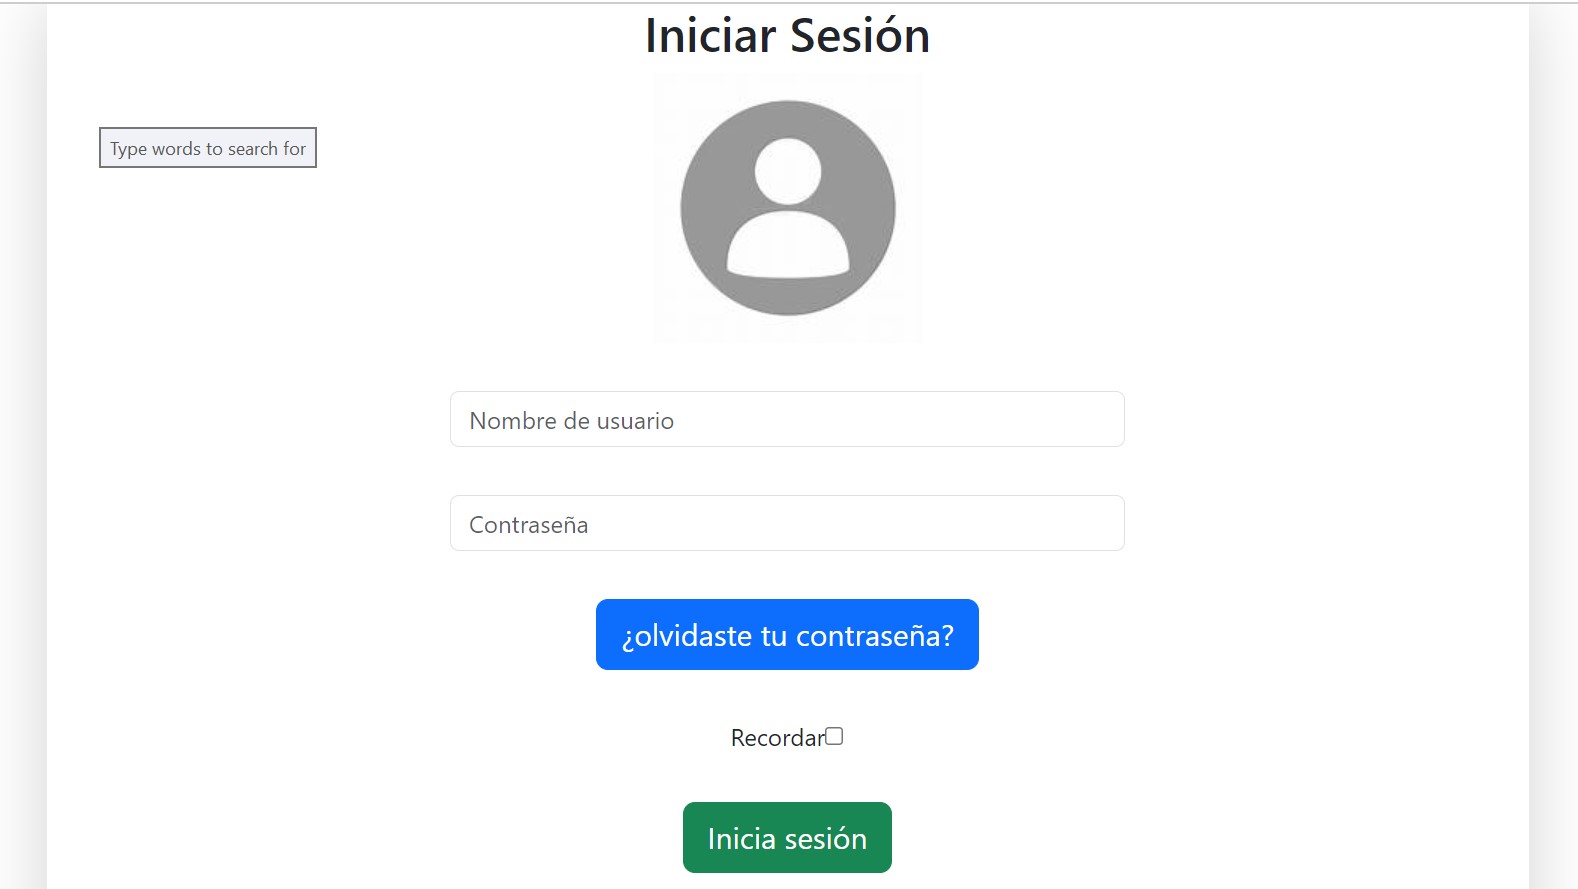 Iniciar Sesión
Type words to search for
Nombre de usuario
Contraseña
¿olvidaste tu contraseña?
Recordar
Inicia sesión